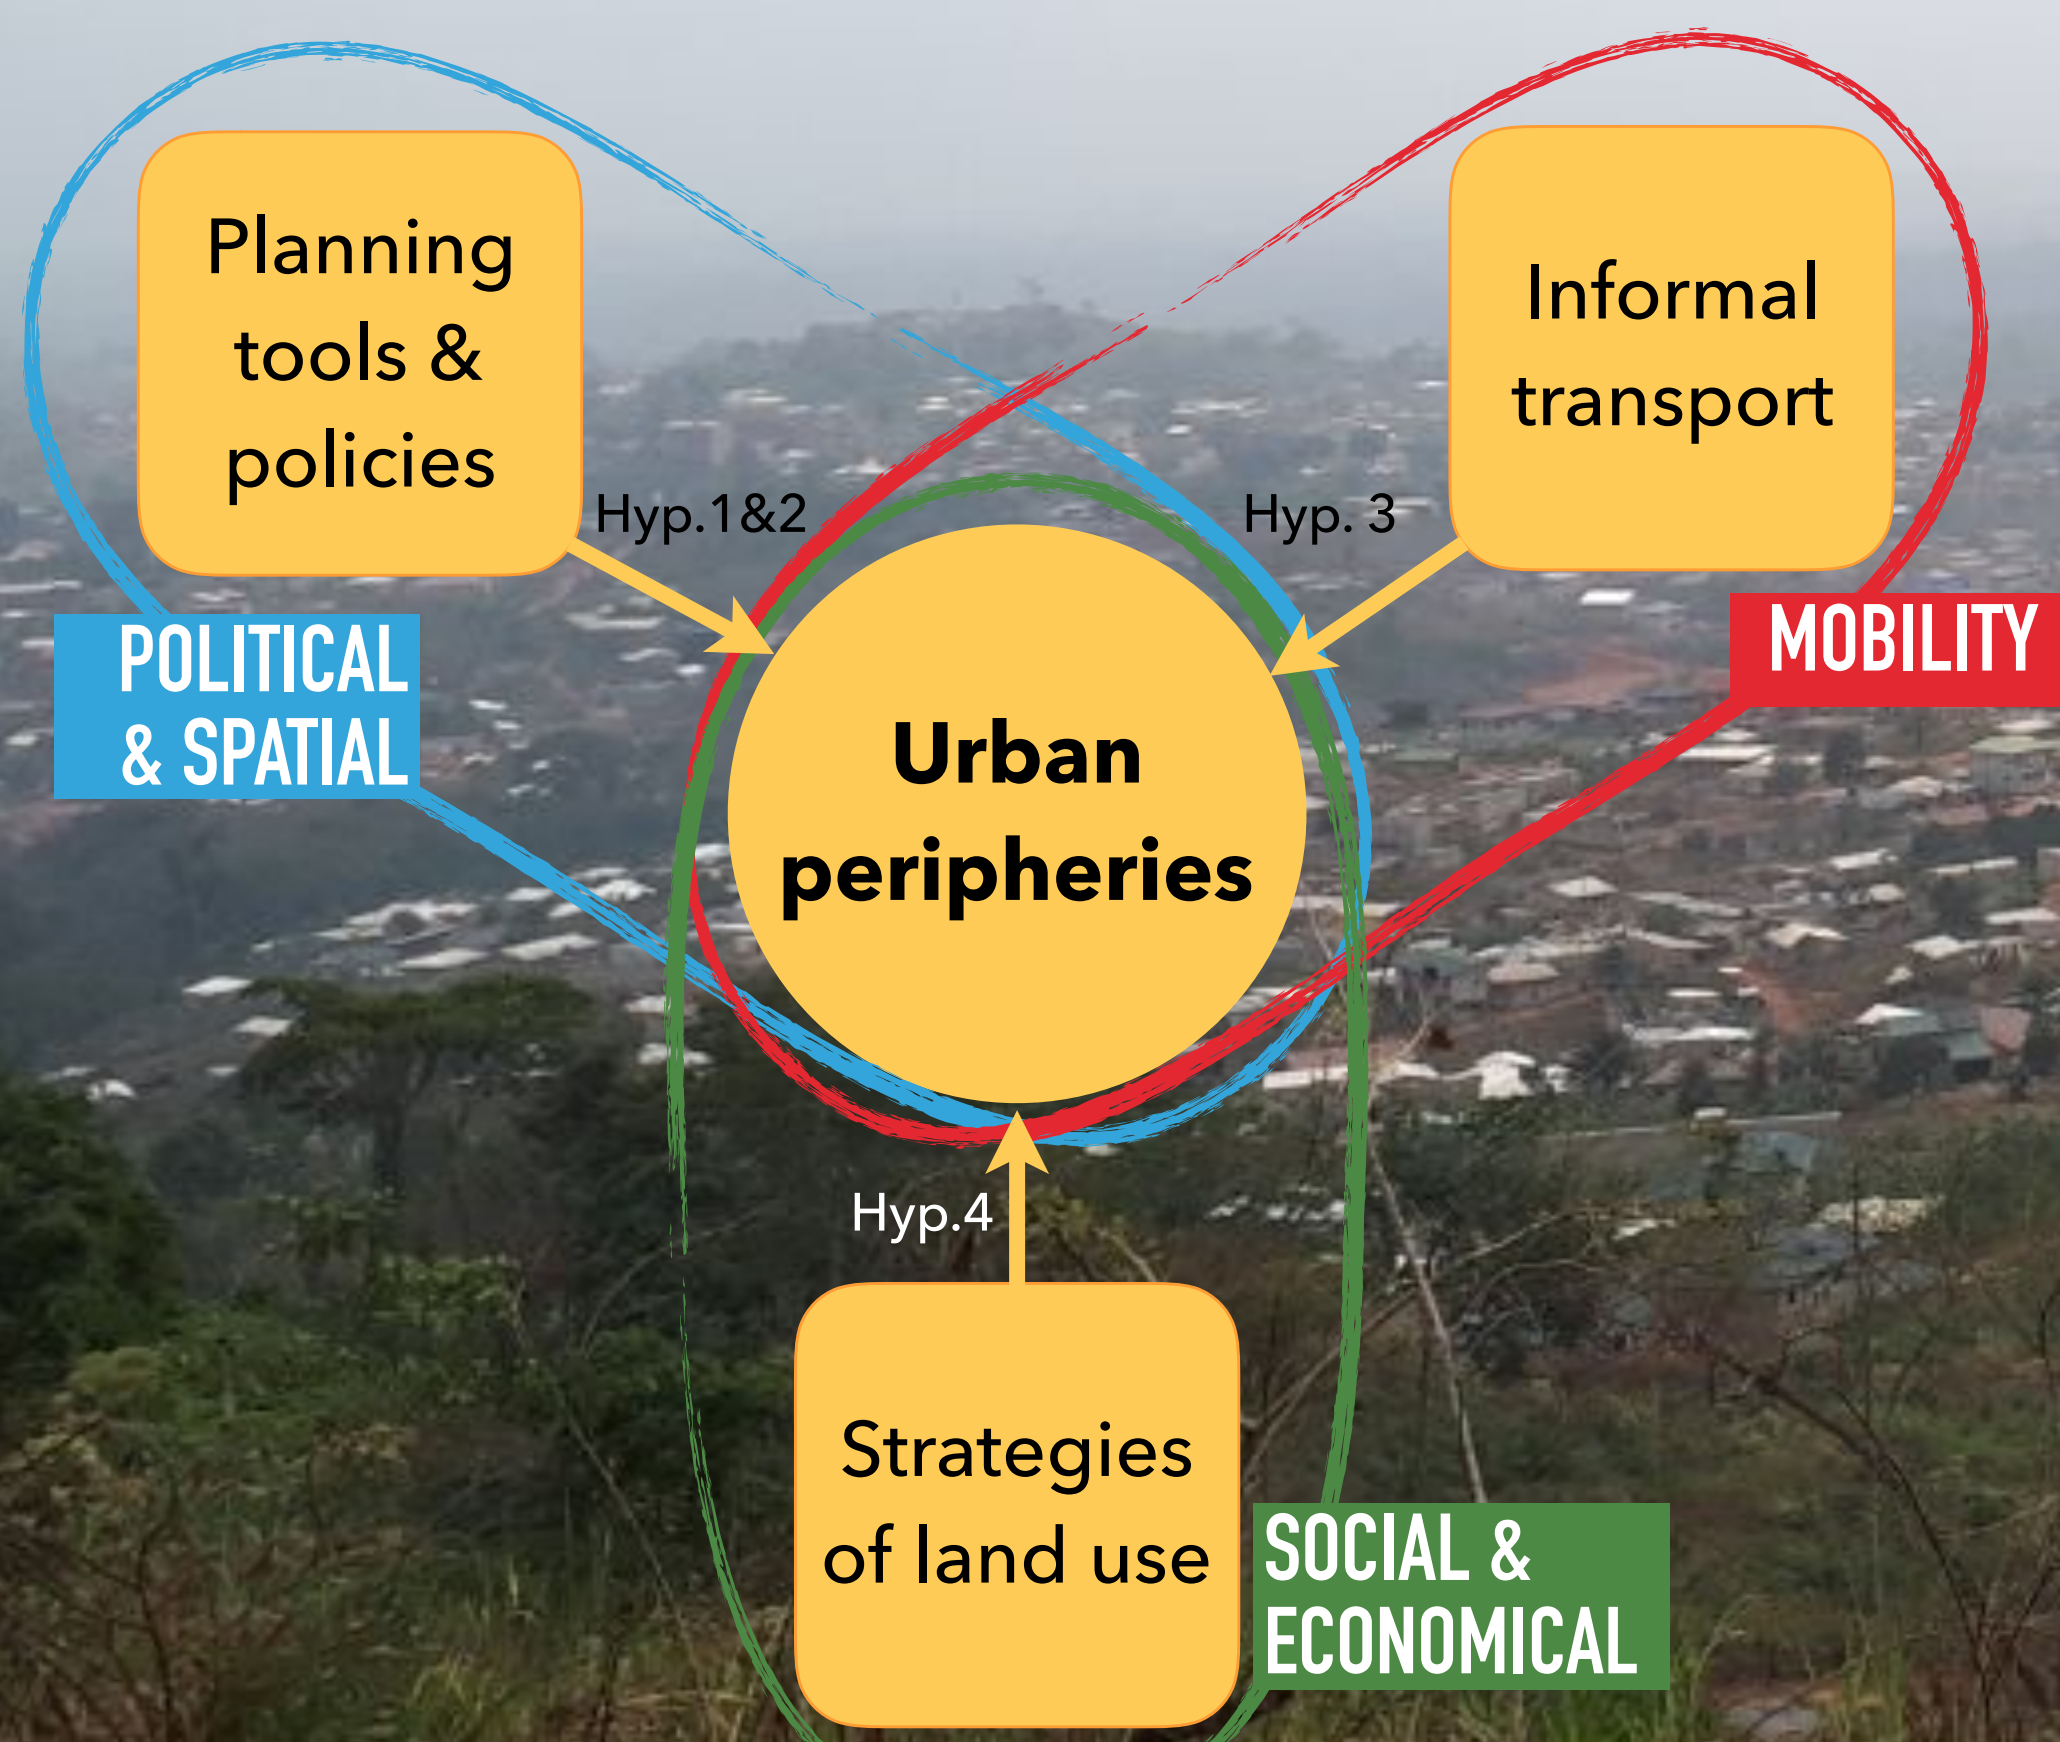 Planning
tools &
policies
Informal
transport
Hyp.1&2
Hyp. 3
POLITICAL
& SPATIAL
MOBILITY
Urban
peripheries
Hyp.4
Strategies
of land use
SOCIAL &
ECONOMICAL